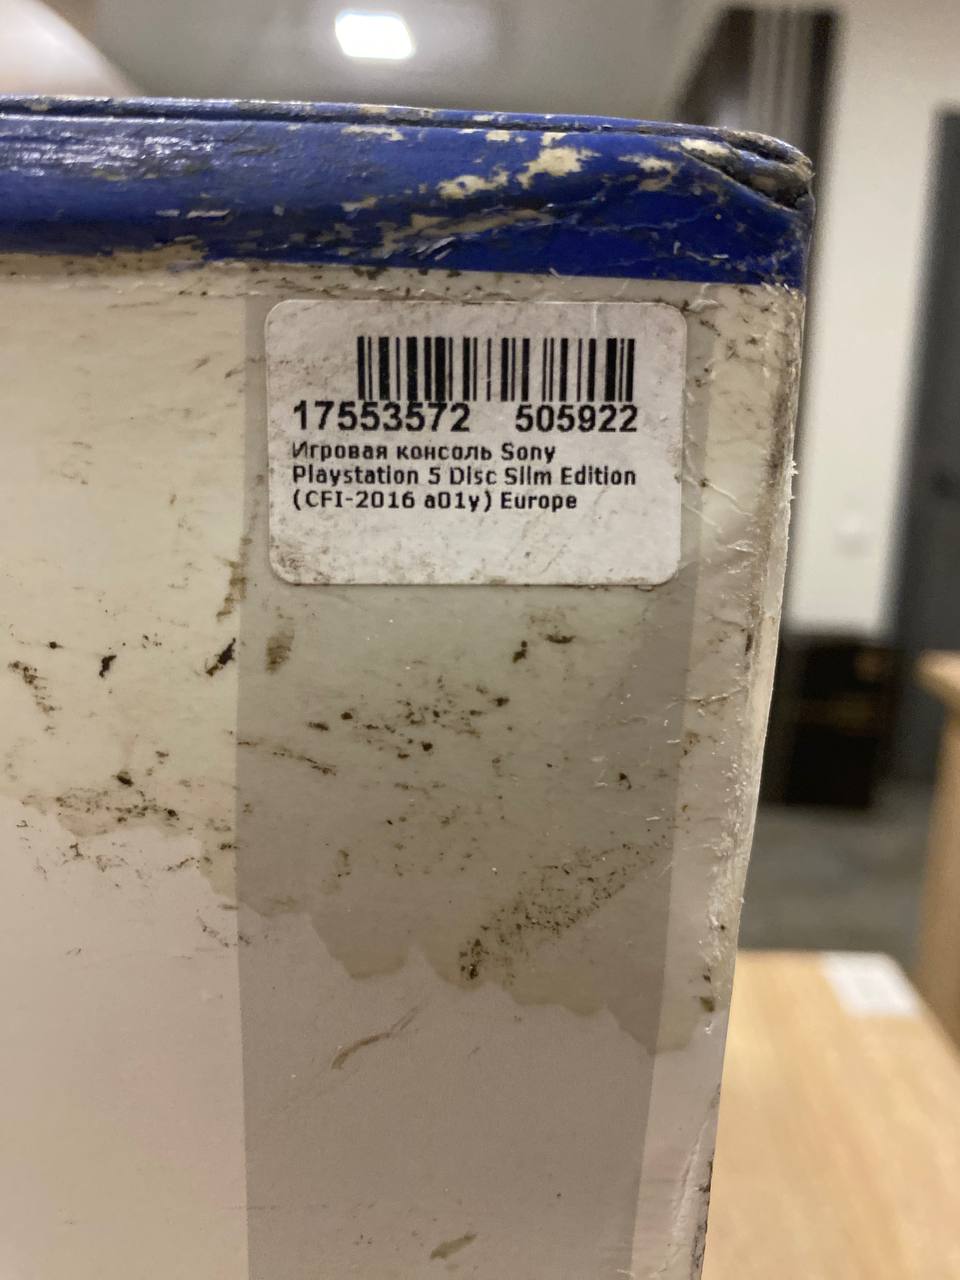 17553572 505922
Игровая консоль Sony
Playstation 5 Disc Slim Edition
(CFI-2016 a01y) Europe